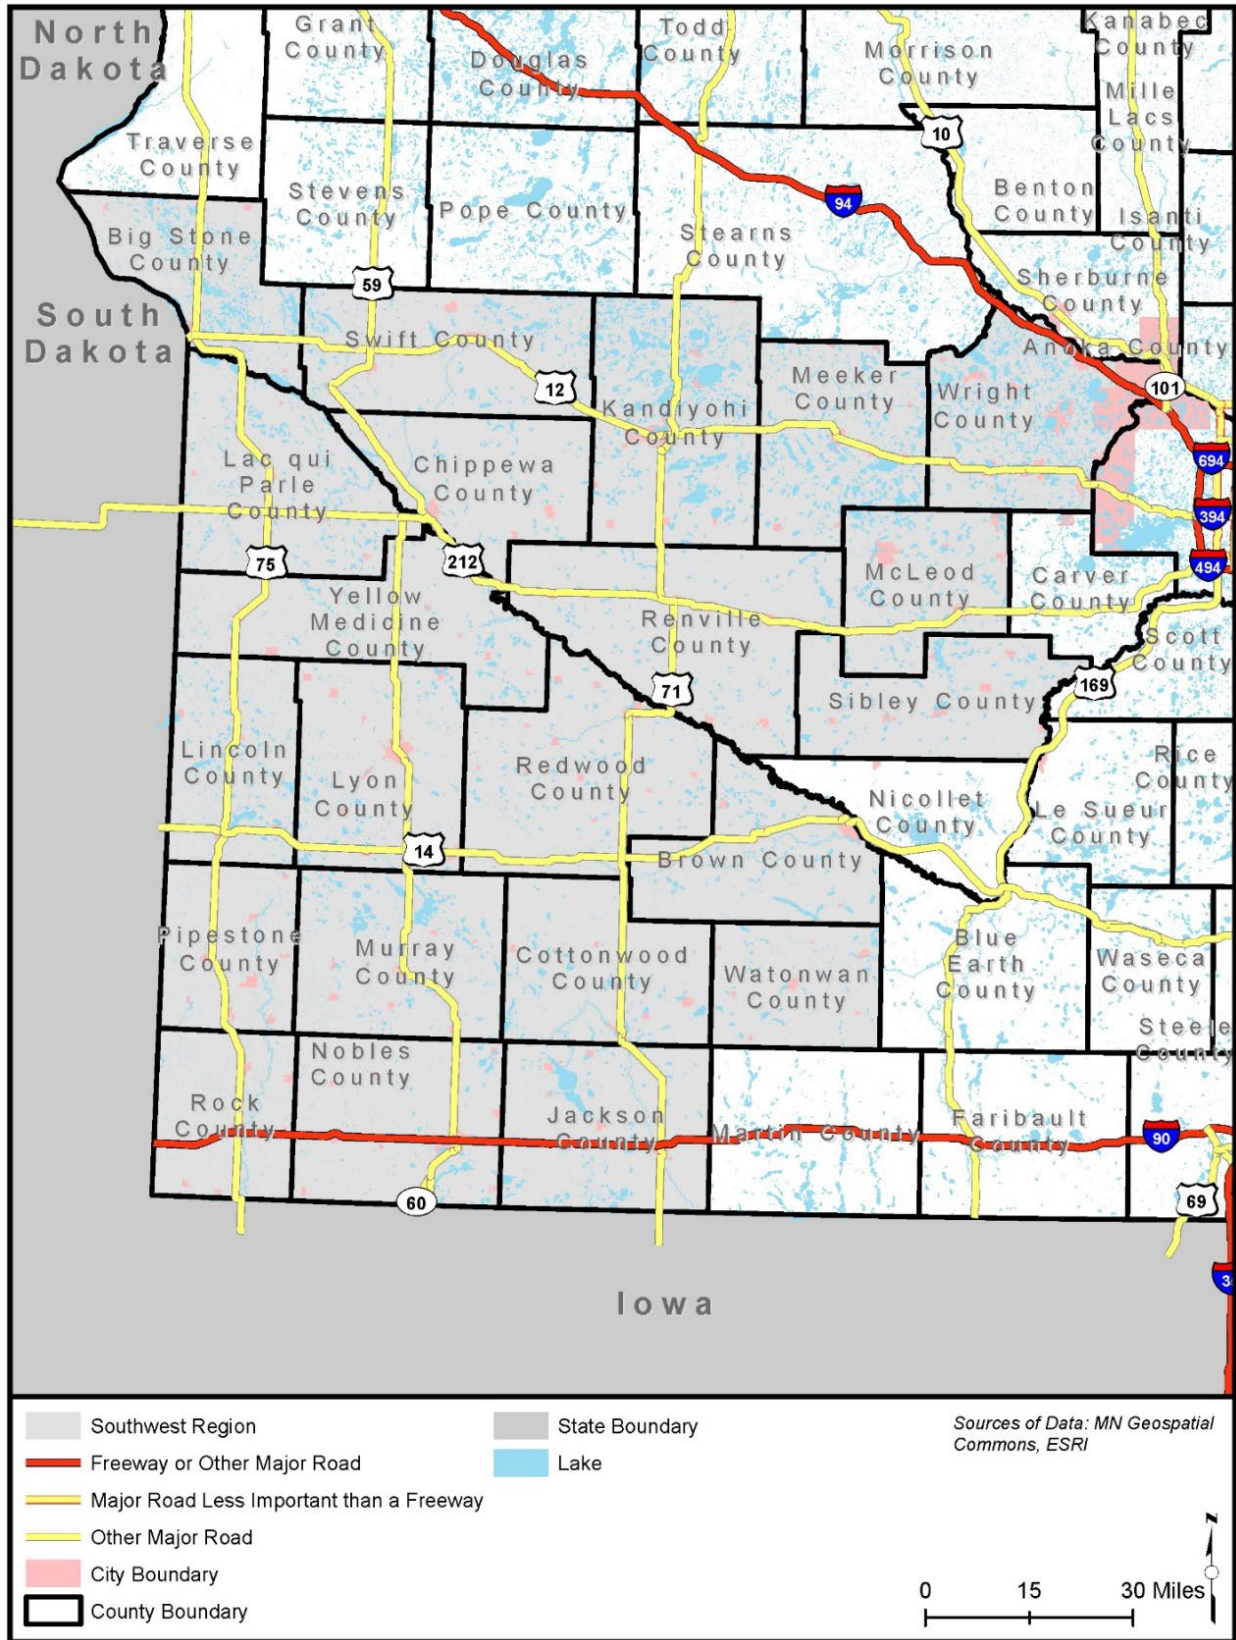 North
Dakota
Grant
County
Douglas
County
Todd
County
Morrison
County
Kanabec
County
Mille
Lacs
County
10
Traverse
County
Stevens
County
Pope County
94
Benton
County
Isanti
County
Stearns
County
Big Stone
County
59
Sherburne
County
South
Dakota
Swift County
Anoka County
12
Meeker
County
Wright
County
101
Kandiyohi
County
Lac qui
Parle
County
Chippewa
County
694
394
75
212
494
McLeod
County
Carver
County
Yellow
Medicine
County
Renville
County
Scott
County
71
169
Sibley County
Lincoln
County
Lyon
County
Redwood
County
Rice
County
Nicollet
County
Le Sueur
County
14
Brown County
Pipestone
County
Murray
County
Cottonwood
County
Watonwan
County
Blue
Earth
County
Waseca
County
Steele
County
Nobles
County
Rock
County
Jackson
County
Martin County
Faribault
County
90
60
69
Iowa
Southwest Region
Freeway or Other Major Road
Major Road Less Important than a Freeway
Other Major Road
City Boundary
County Boundary
State Boundary
Lake
Sources of Data: MN Geospatial
Commons, ESRI
N
0 15 30 Miles